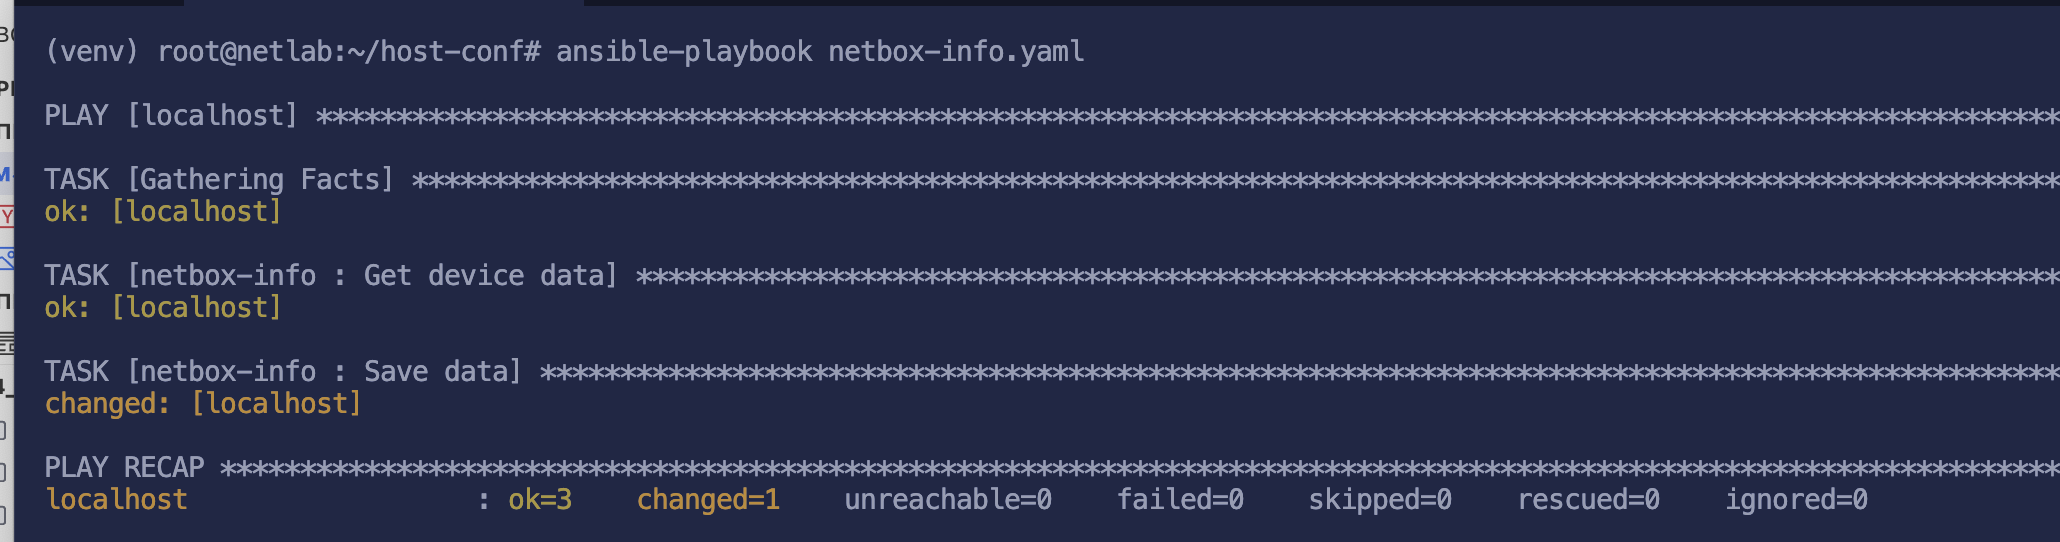 (venv) root@netlab:~/host-conf# ansible-playbook netbox-info.yaml
PLAY [localhost] *************************************************************************************************************
TASK [Gathering Facts] *******************************************************************************************************
ok: [localhost]
TASK [netbox-info : Get device data] *****************************************************************************************
ok: [localhost]
TASK [netbox-info : Save data] ***********************************************************************************************
changed: [localhost]
PLAY RECAP *******************************************************************************************************************
localhost                  : ok=3    changed=1    unreachable=0    failed=0    skipped=0    rescued=0    ignored=0